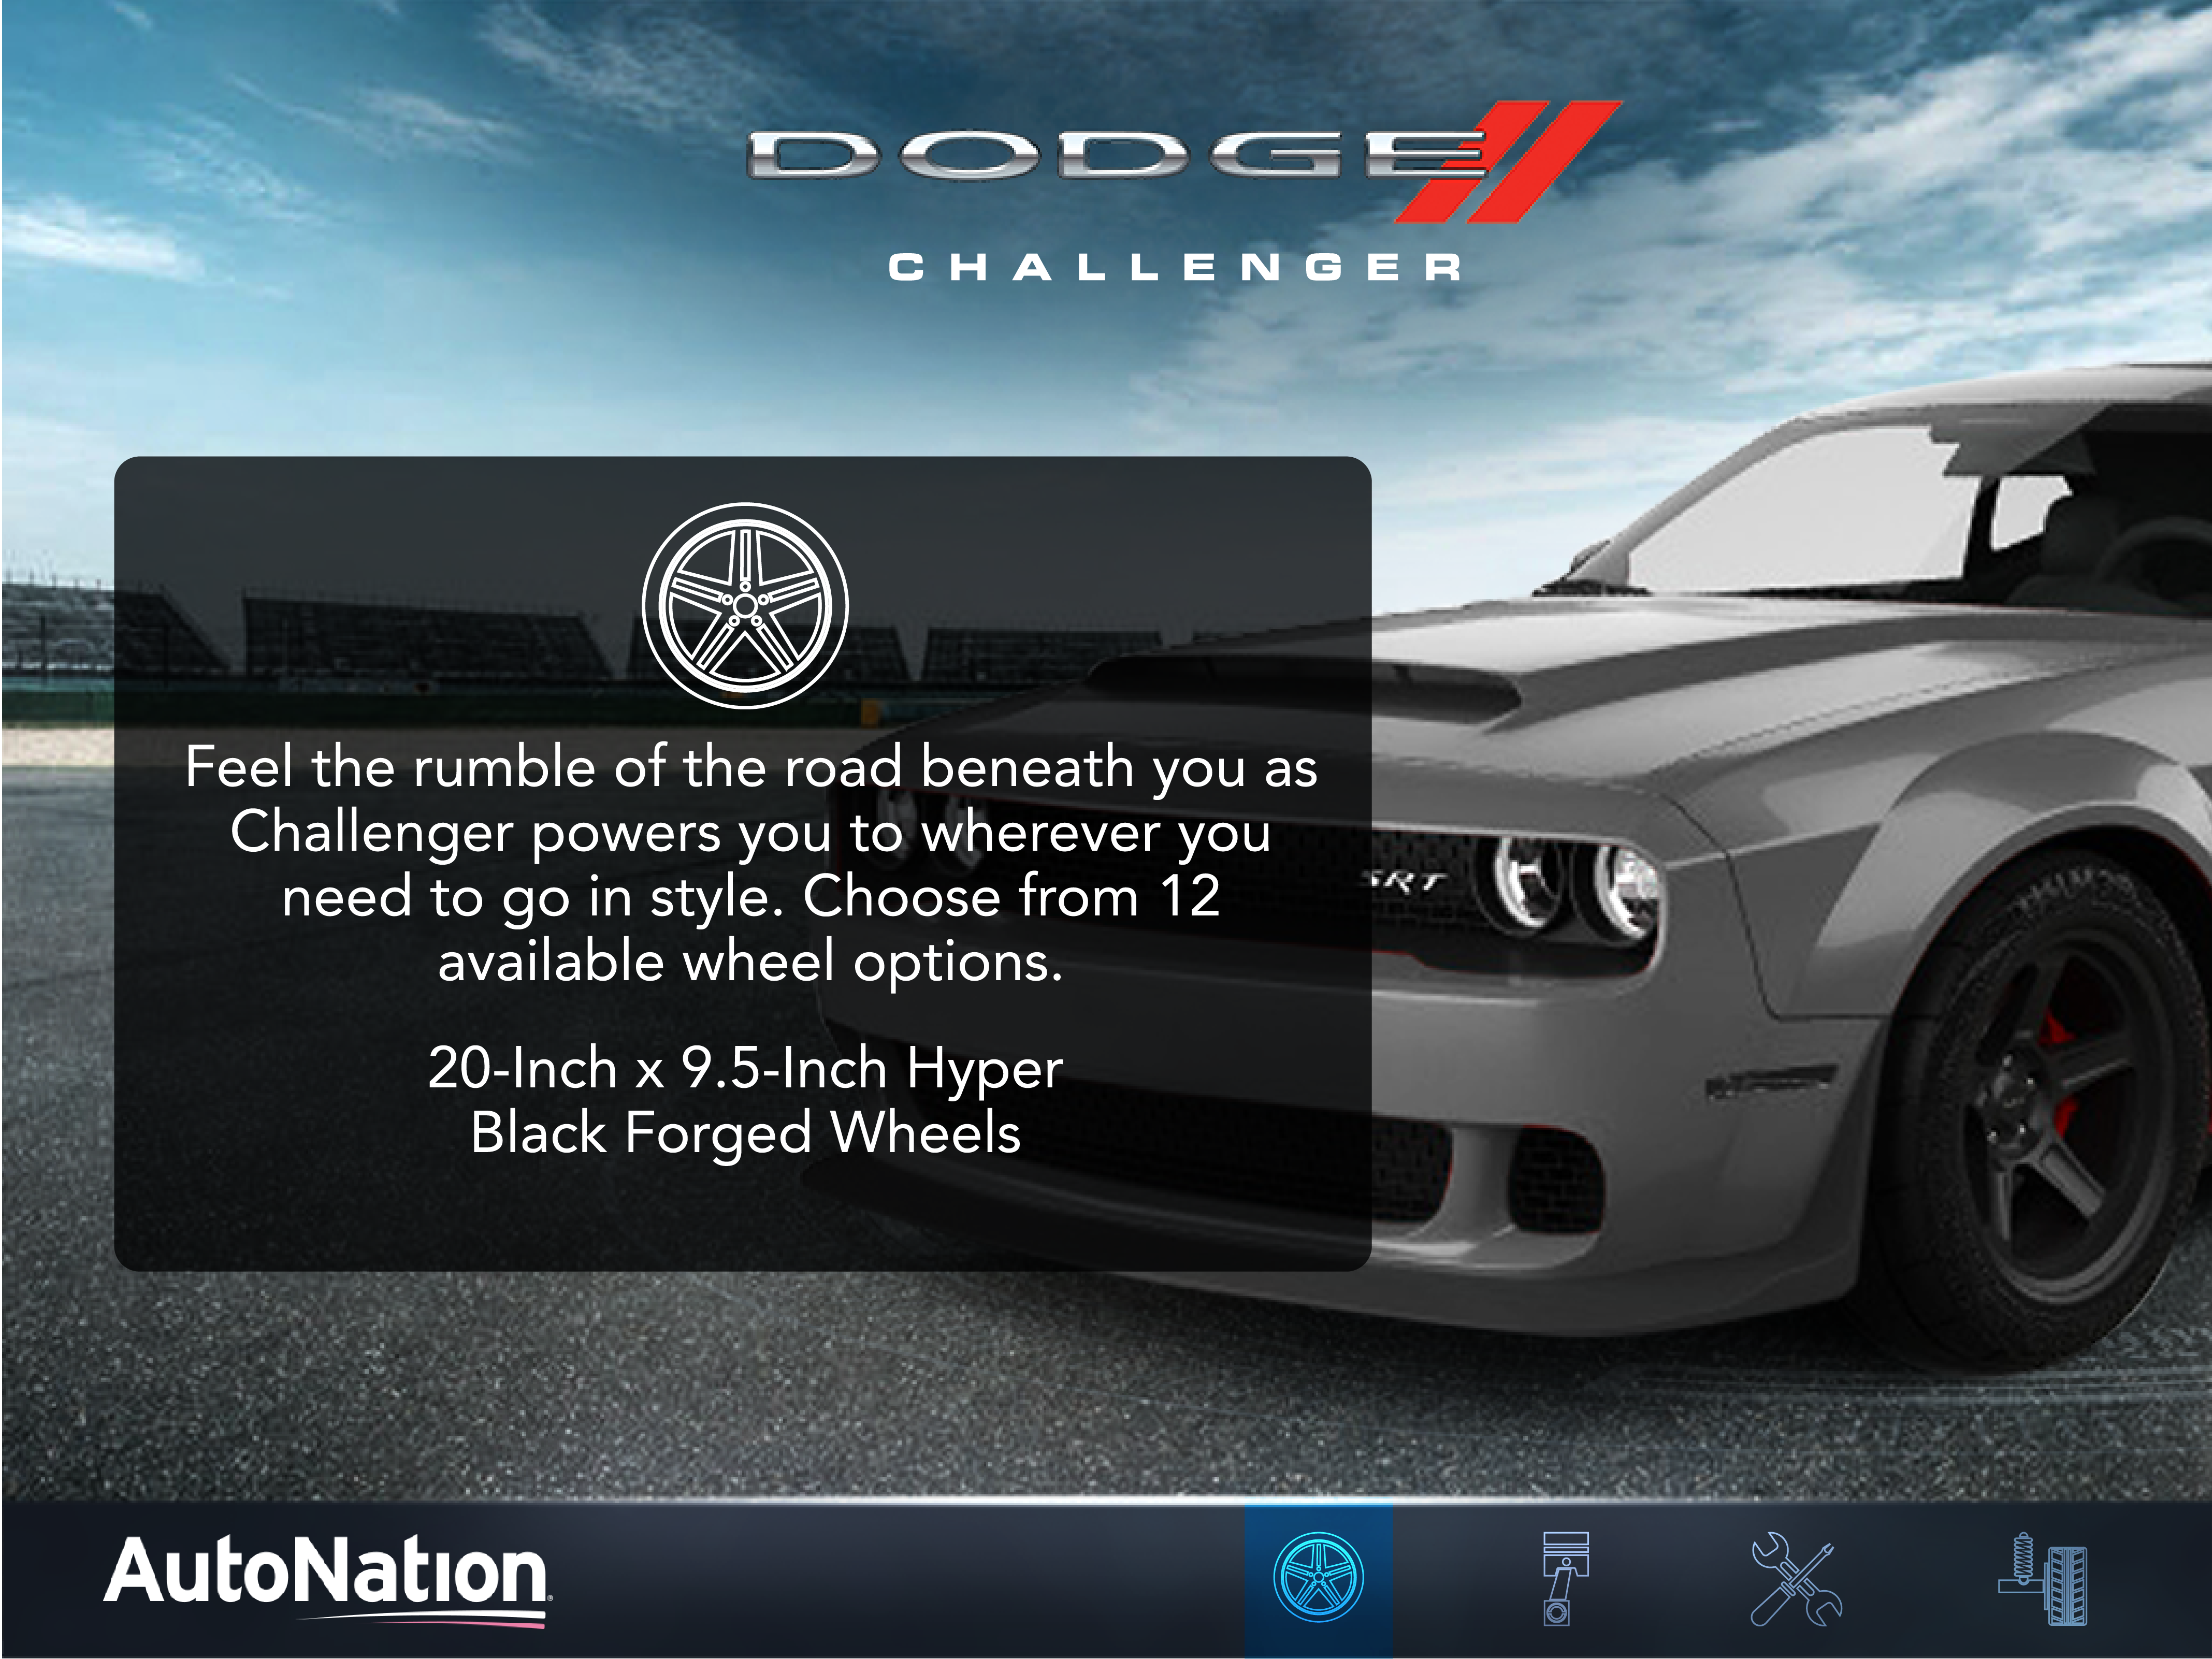 DODGE
CHALLENGER
Feel the rumble of the road beneath you as
Challenger powers you to wherever you
need to go in style. Choose from 12
available wheel options.
20-Inch x 9.5-Inch Hyper
Black Forged Wheels
SRT
AutoNation